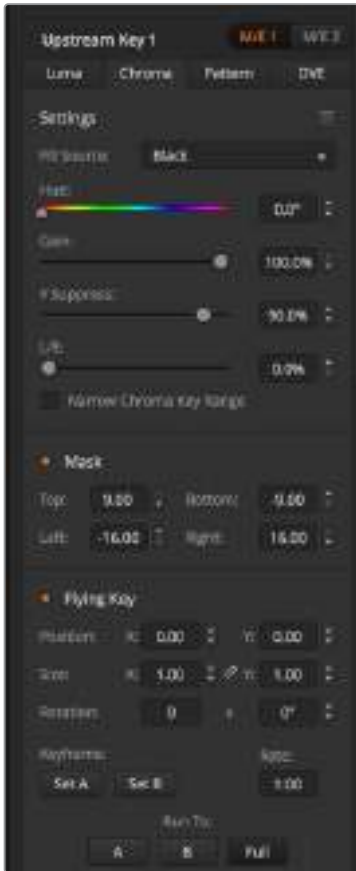 Upstream Key 1 M/E 1 M/E 2
Luma Chroma Pattern DVE
Settings
Fill Source: Black
Hue: 0.0°
Gain: 100.0%
Y Suppress: 90.0%
Lift: 0.0%
Narrow Chroma Key Range
Mask
Top: 9.00 Bottom: -9.00
Left: -16.00 Right: 16.00
Flying Key
Position: X: 0.00 Y: 0.00
Size: X: 1.00 Y: 1.00
Rotation: 0 + 0°
Keyframe: Rate:
Set A Set B 1:00
Run To:
A B Full